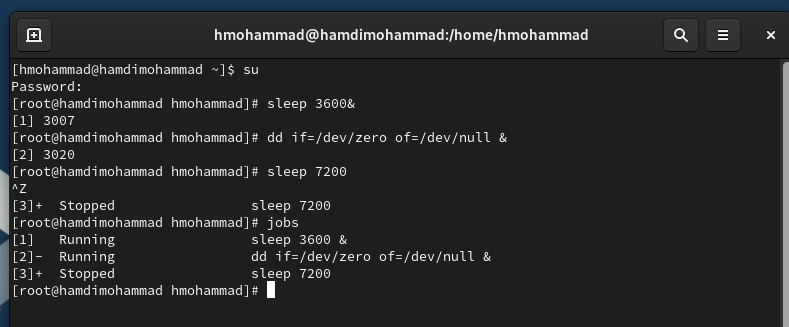 hmohammad@hamdimohammad:/home/hmohammad
[hmohammad@hamdimohammad ~]$ su
Password:
[root@hamdimohammad hmohammad]# sleep 3600&
[1] 3007
[root@hamdimohammad hmohammad]# dd if=/dev/zero of=/dev/null &
[2] 3020
[root@hamdimohammad hmohammad]# sleep 7200
^Z
[3]+  Stopped                 sleep 7200
[root@hamdimohammad hmohammad]# jobs
[1]   Running                 sleep 3600 &
[2]-  Running                 dd if=/dev/zero of=/dev/null &
[3]+  Stopped                 sleep 7200
[root@hamdimohammad hmohammad]#